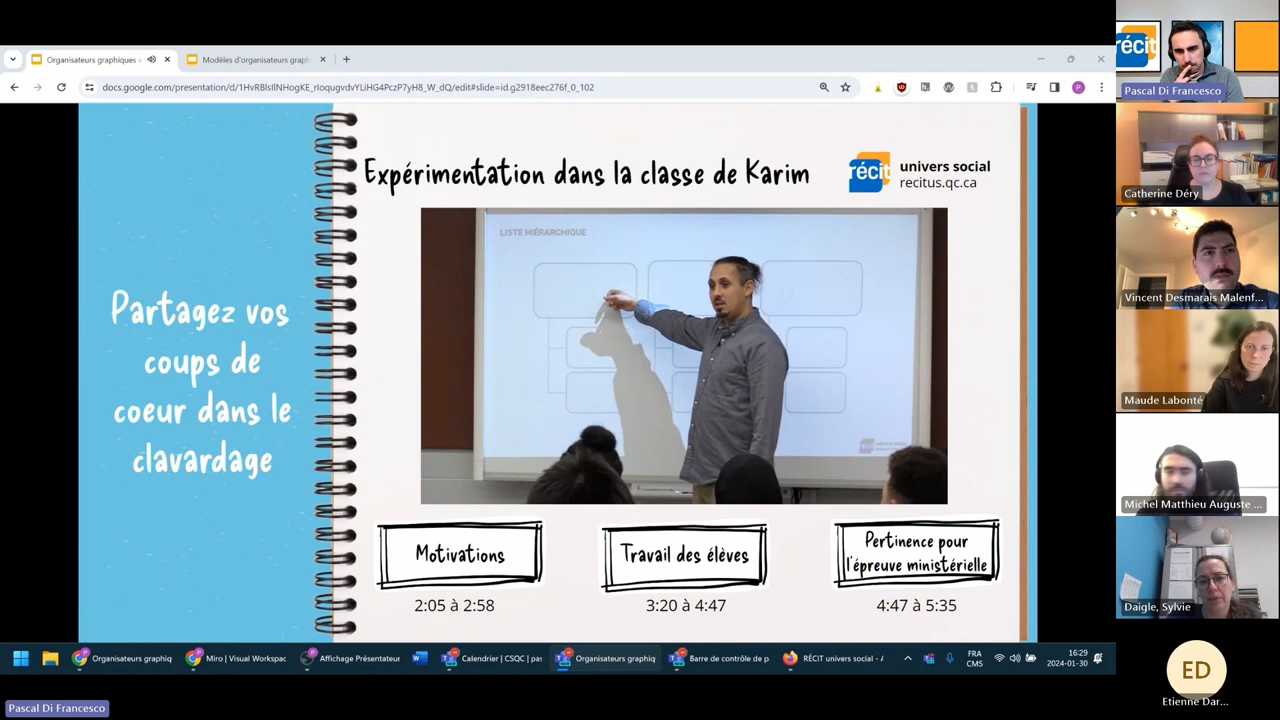 Organisateurs graphiques
Modèles d'organisateurs graph
docs.google.com/presentation/d/1HvRBlsIlNHogKE_rIoqugvdvYLiHG4PczP7yH8_W_dQ/edit#slide=id.g2918eec276f_0_102
Expérimentation dans la classe de Karim
récit
univers social
recitus.qc.ca
LISTE HIÉRARCHIQUE
Partagez vos
coups de
coeur dans le
clavardage
Motivations
Travail des élèves
Pertinence pour
l'épreuve ministérielle
2:05 à 2:58
3:20 à 4:47
4:47 à 5:35
Organisateurs graphiq
Miro | Visual Workspac
Affichage Présentateur
Calendrier | CSQC | pas
Organisateurs graphiq
Barre de contrôle de p
RÉCIT univers social - A
FRA
CMS
16:29
2024-01-30
Pascal Di Francesco
récit
Pascal Di Francesco
Catherine Déry
Vincent Desmarais Malenf...
Maude Labonté
Michel Matthieu Auguste ...
Daigle, Sylvie
ED
Etienne Dar...